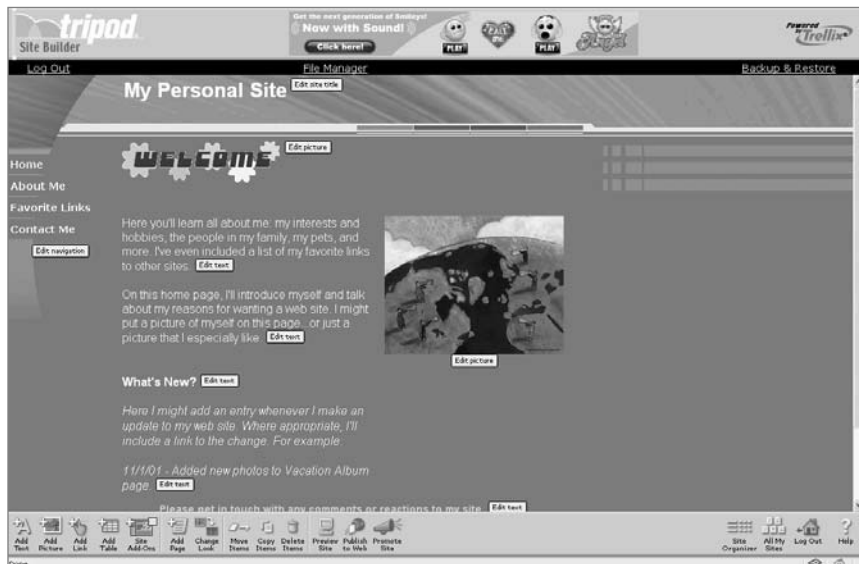 tripod.
Site Builder
Get the next generation of Smileys!
Now with Sound!
Click here!
PLAY
PLAY
Powered
by Trellix
Log Out
File Manager
Backup & Restore
My Personal Site
Edit site title
WELCOME
Edit picture
Home
About Me
Favorite Links
Contact Me
Edit navigation
Here you'll learn all about me: my interests and
hobbies, the people in my family, my pets, and
more. I've even included a list of my favorite links
to other sites. Edit text
On this home page, I'll introduce myself and talk
about my reasons for wanting a web site. I might
put a picture of myself on this page...or just a
picture that I especially like. Edit text
Edit picture
What's New? Edit text
Here I might add an entry whenever I make an
update to my web site. Where appropriate, I'll
include a link to the change. For example:
11/1/01 - Added new photos to Vacation Album
page. Edit text
Please get in touch with any comments or reactions to my site. Edit text
Add Text
Add Picture
Add Link
Add Table
Site Add-Ons
Add Page
Change Look
Move Items
Copy Items
Delete Items
Preview Site
Publish to Web
Promote Site
Site Organizer
All My Sites
Log Out
Help